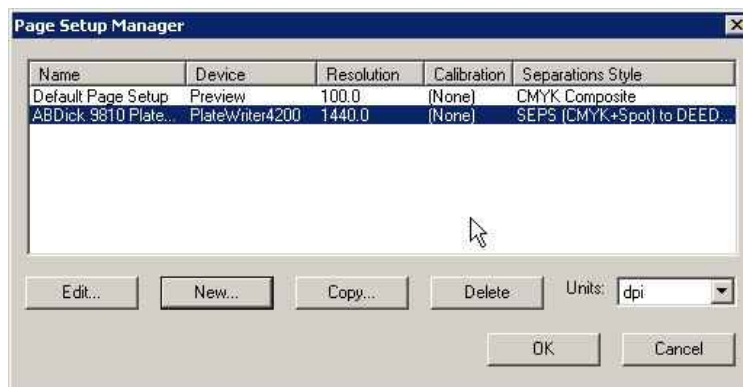 Page Setup Manager
Name Device Resolution Calibration Separations Style
Default Page Setup Preview 100.0 (None) CMYK Composite
ABDick 9810 Plate... PlateWriter4200 1440.0 (None) SEPS (CMYK+Spot) to DEED...
Edit... New... Copy... Delete Units: dpi
OK Cancel